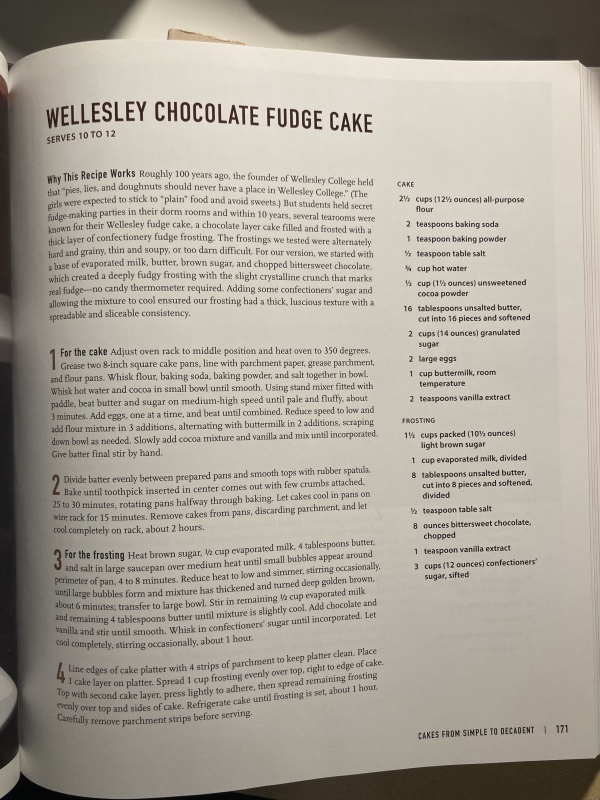 WELLESLEY CHOCOLATE FUDGE CAKE
SERVES 10 TO 12
Why This Recipe Works Roughly 100 years ago, the founder of Wellesley College held
that "pies, lies, and doughnuts should never have a place in Wellesley College." (The
girls were expected to stick to "plain" food and avoid sweets.) But students held secret
fudge-making parties in their dorm rooms and within 10 years, several tearooms were
known for their Wellesley fudge cake, a chocolate layer cake filled and frosted with a
thick layer of confectionery fudge frosting. The frostings we tested were alternately
hard and grainy, thin and soupy, or too darn difficult. For our version, we started with
a base of evaporated milk, butter, brown sugar, and chopped bittersweet chocolate,
which created a deeply fudgy frosting with the slight crystalline crunch that marks
real fudge—no candy thermometer required. Adding some confectioners' sugar and
allowing the mixture to cool ensured our frosting had a thick, luscious texture with a
spreadable and sliceable consistency.
1 For the cake Adjust oven rack to middle position and heat oven to 350 degrees.
Grease two 8-inch square cake pans, line with parchment paper, grease parchment,
and flour pans. Whisk flour, baking soda, baking powder, and salt together in bowl.
Whisk hot water and cocoa in small bowl until smooth. Using stand mixer fitted with
paddle, beat butter and sugar on medium-high speed until pale and fluffy, about
3 minutes. Add eggs, one at a time, and beat until combined. Reduce speed to low and
add flour mixture in 3 additions, alternating with buttermilk in 2 additions, scraping
down bowl as needed. Slowly add cocoa mixture and vanilla and mix until incorporated.
Give batter final stir by hand.
2 Divide batter evenly between prepared pans and smooth tops with rubber spatula.
Bake until toothpick inserted in center comes out with few crumbs attached,
25 to 30 minutes, rotating pans halfway through baking. Let cakes cool in pans on
wire rack for 15 minutes. Remove cakes from pans, discarding parchment, and let
cool completely on rack, about 2 hours.
3 For the frosting Heat brown sugar, ½ cup evaporated milk, 4 tablespoons butter,
and salt in large saucepan over medium heat until small bubbles appear around
perimeter of pan, 4 to 8 minutes. Reduce heat to low and simmer, stirring occasionally,
until large bubbles form and mixture has thickened and turned deep golden brown,
about 6 minutes; transfer to large bowl. Stir in remaining ½ cup evaporated milk
and remaining 4 tablespoons butter until mixture is slightly cool. Add chocolate and
vanilla and stir until smooth. Whisk in confectioners' sugar until incorporated. Let
cool completely, stirring occasionally, about 1 hour.
4 Line edges of cake platter with 4 strips of parchment to keep platter clean. Place
1 cake layer on platter. Spread 1 cup frosting evenly over top, right to edge of cake.
Top with second cake layer, press lightly to adhere, then spread remaining frosting
evenly over top and sides of cake. Refrigerate cake until frosting is set, about 1 hour.
Carefully remove parchment strips before serving.
CAKE
2½ cups (12½ ounces) all-purpose
flour
2 teaspoons baking soda
1 teaspoon baking powder
½ teaspoon table salt
¾ cup hot water
½ cup (1½ ounces) unsweetened
cocoa powder
16 tablespoons unsalted butter,
cut into 16 pieces and softened
2 cups (14 ounces) granulated
sugar
2 large eggs
1 cup buttermilk, room
temperature
2 teaspoons vanilla extract
FROSTING
1½ cups packed (10½ ounces)
light brown sugar
1 cup evaporated milk, divided
8 tablespoons unsalted butter,
cut into 8 pieces and softened,
divided
½ teaspoon table salt
8 ounces bittersweet chocolate,
chopped
1 teaspoon vanilla extract
3 cups (12 ounces) confectioners'
sugar, sifted
CAKES FROM SIMPLE TO DECADENT | 171